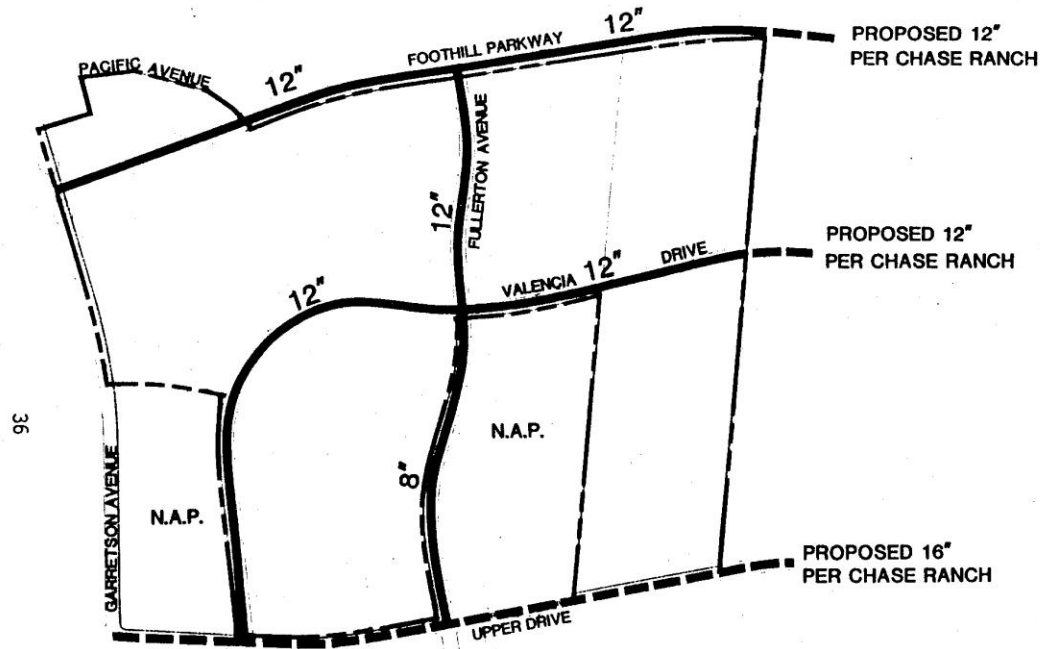 12"
FOOTHILL PARKWAY
PROPOSED 12"
PER CHASE RANCH
PACIFIC AVENUE
12"
FULLERTON AVENUE
12"
PROPOSED 12"
PER CHASE RANCH
DRIVE
VALENCIA
12"
12"
36
GARRETSON AVENUE
N.A.P.
8"
N.A.P.
PROPOSED 16"
PER CHASE RANCH
UPPER DRIVE